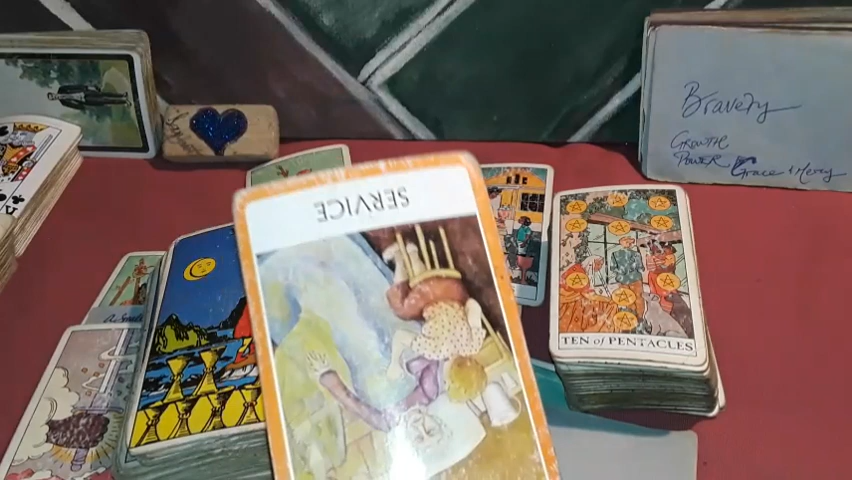 Bravery
Growth
Power
Grace + Mercy
SERVICE
TEN of PENTACLES
A